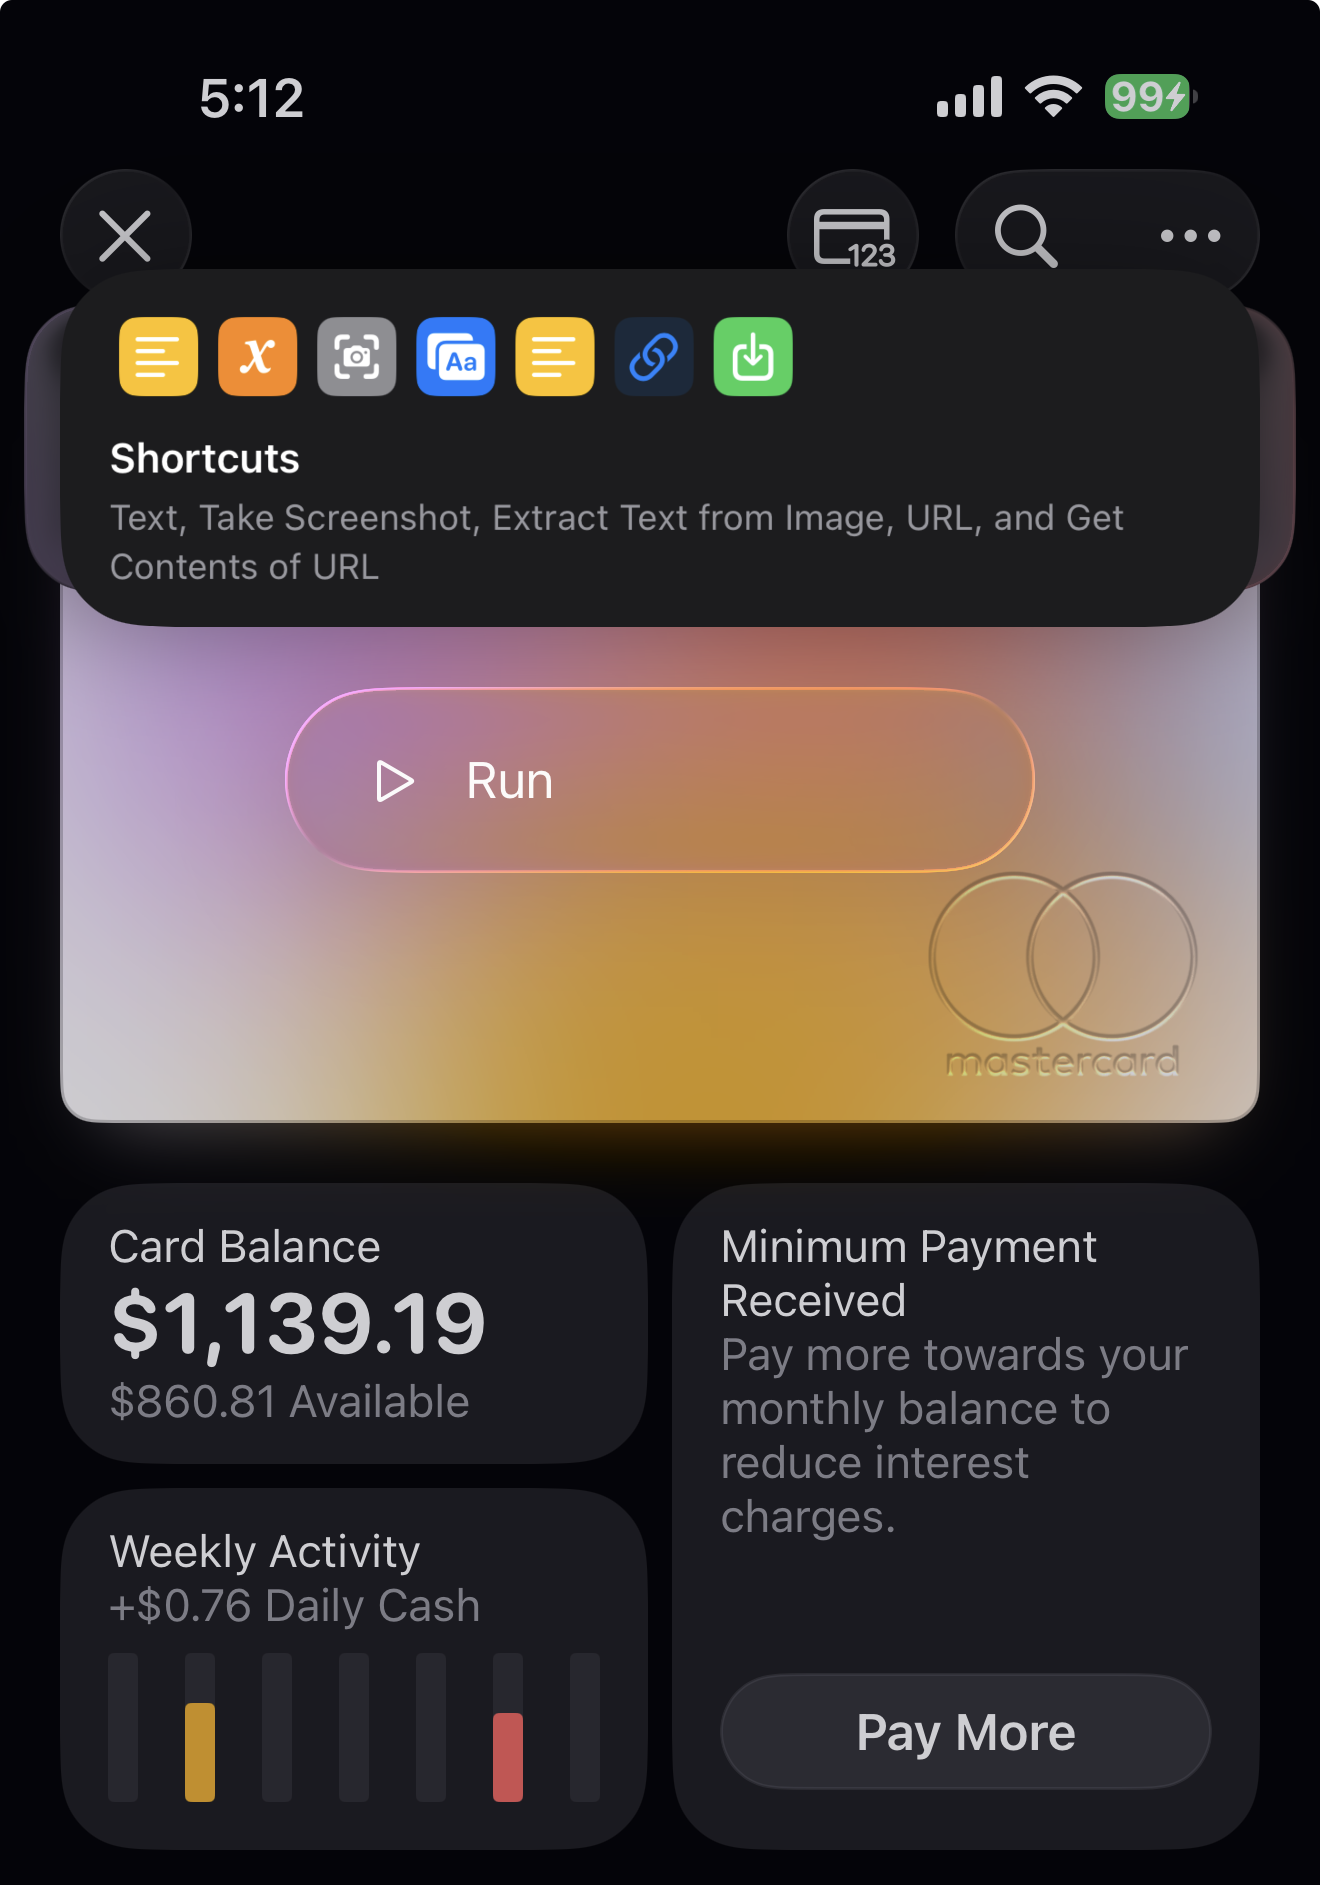 5:12
99
123
x
Aa
Shortcuts
Text, Take Screenshot, Extract Text from Image, URL, and Get
Contents of URL
Run
mastercard
Card Balance
$1,139.19
$860.81 Available
Minimum Payment
Received
Pay more towards your
monthly balance to
reduce interest
charges.
Weekly Activity
+$0.76 Daily Cash
Pay More